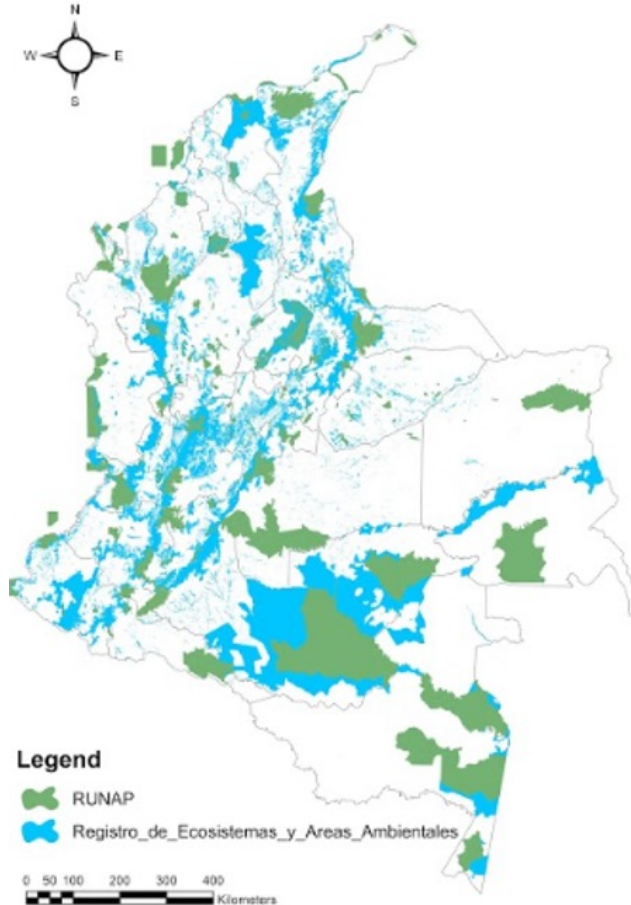 N
W E
S
Legend
RUNAP
Registro_de_Ecosistemas_y_Areas_Ambientales
0 50 100 200 300 400
Kilometers